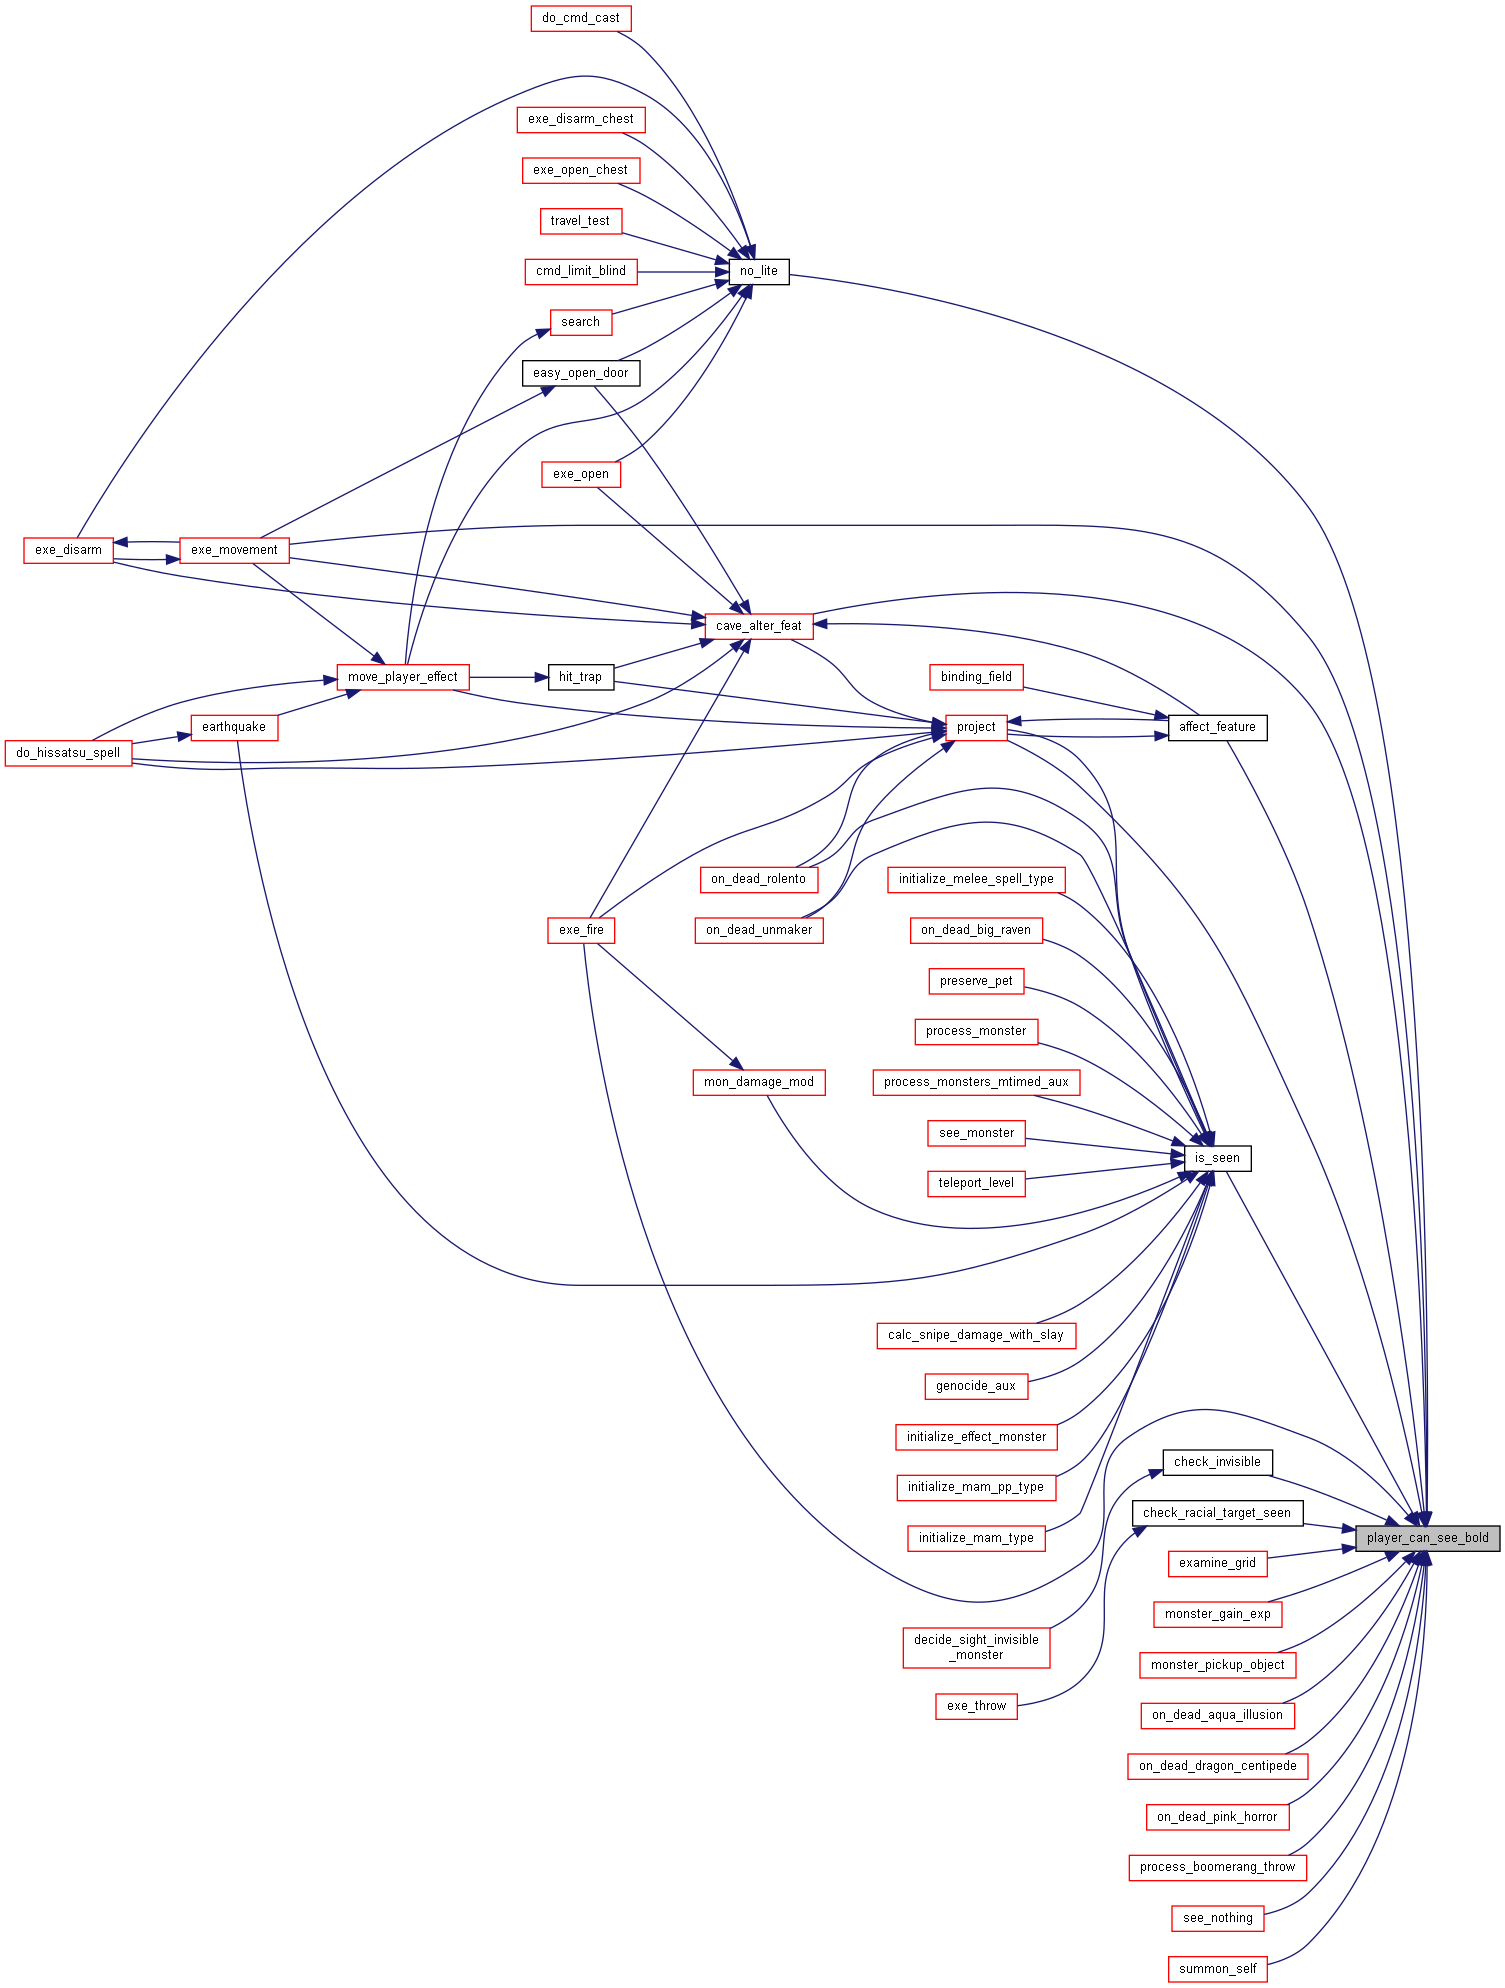 do_cmd_cast
exe_disarm_chest
exe_open_chest
travel_test
no_lite
cmd_limit_blind
search
easy_open_door
exe_open
exe_disarm
exe_movement
cave_alter_feat
move_player_effect
hit_trap
binding_field
earthquake
project
affect_feature
do_hissatsu_spell
on_dead_rolento
initialize_melee_spell_type
exe_fire
on_dead_unmaker
on_dead_big_raven
preserve_pet
process_monster
mon_damage_mod
process_monsters_mtimed_aux
see_monster
is_seen
teleport_level
calc_snipe_damage_with_slay
genocide_aux
initialize_effect_monster
check_invisible
initialize_mam_pp_type
check_racial_target_seen
initialize_mam_type
player_can_see_bold
examine_grid
monster_gain_exp
decide_sight_invisible
_monster
monster_pickup_object
exe_throw
on_dead_aqua_illusion
on_dead_dragon_centipede
on_dead_pink_horror
process_boomerang_throw
see_nothing
summon_self